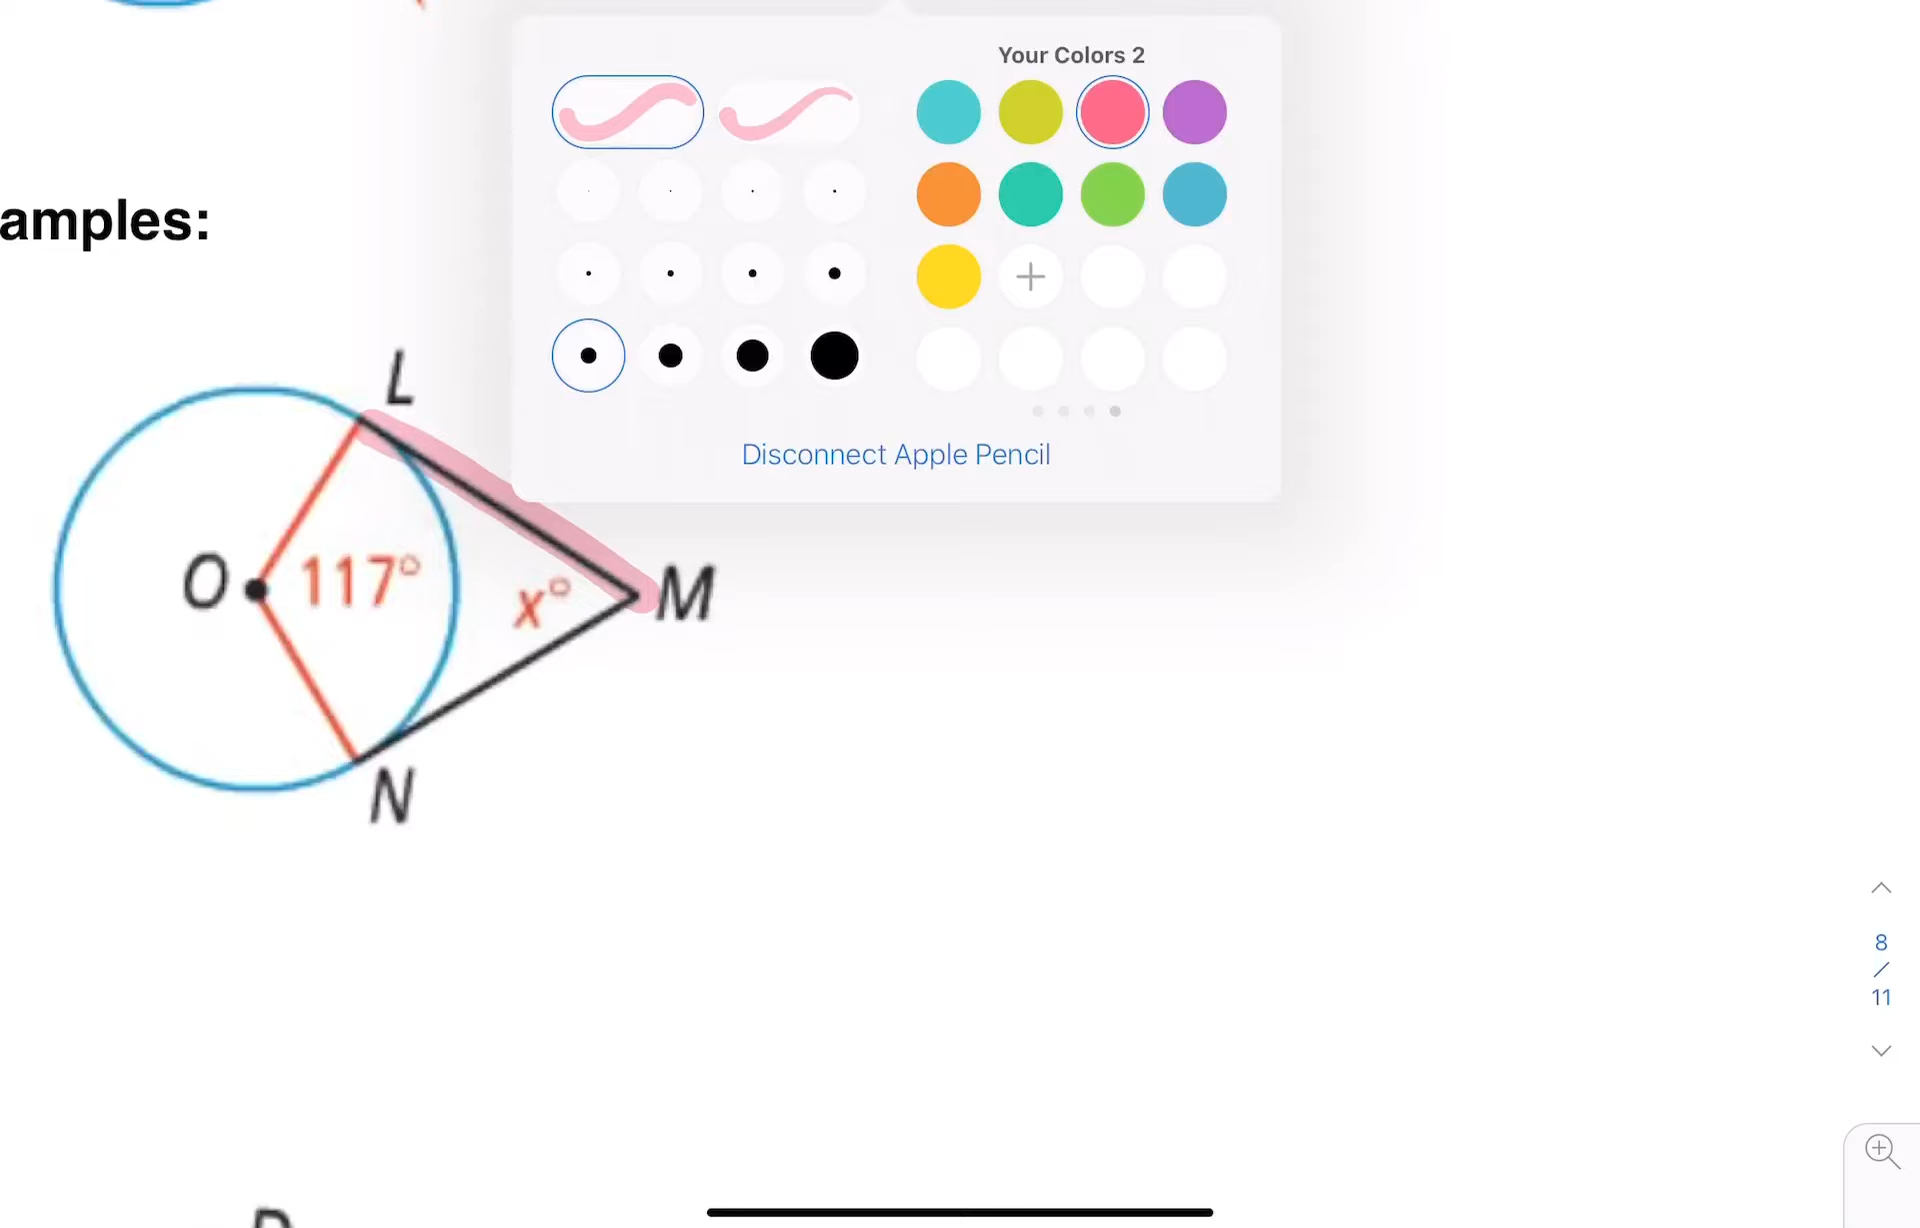 Your Colors 2
amples:
Disconnect Apple Pencil
L
O
117°
x°
M
N
8
/
11